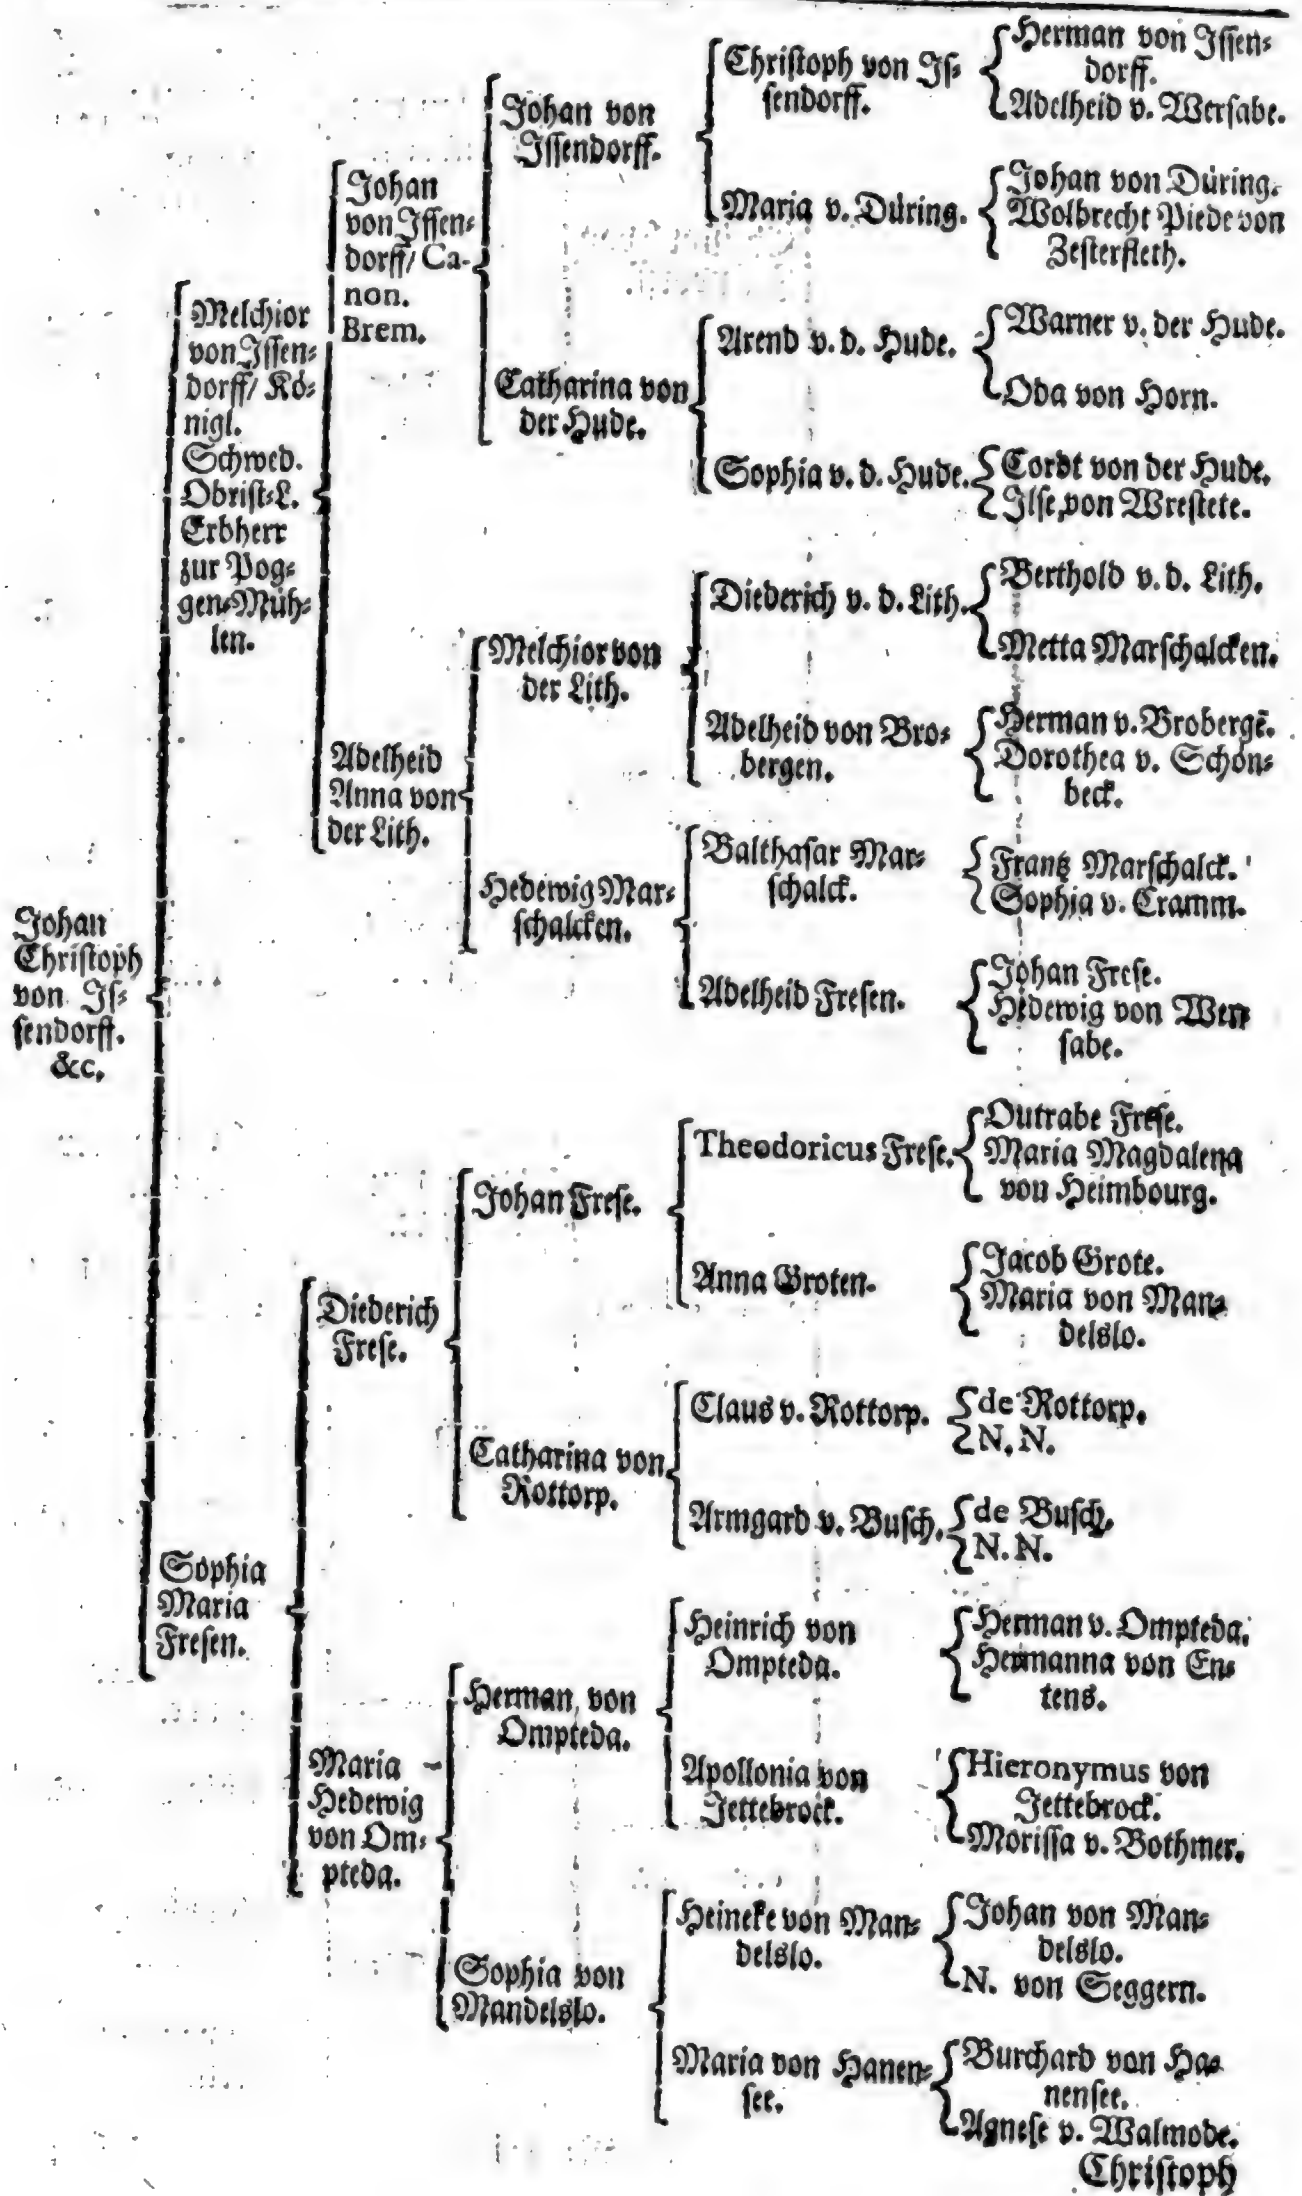 Johan
Christoph
von Is-
sendorff.
&c.
Melchior
von Issen-
dorff/ Kö-
nigl.
Schwed.
Obrist-L.
Erbherr
zur Pog-
gen-Müh-
len.
Sophia
Maria
Fresen.
Johan
von Issen-
dorff/ Ca-
non.
Brem.
Adelheid
Anna von
der Lith.
Diederich
Frese.
Maria
Hedewig
von Om-
pteda.
Johan von
Issendorff.
Catharina von
der Hude.
Melchior von
der Lith.
Hedewig Mar-
schalcken.
Johan Frese.
Catharina von
Rottorp.
Herman von
Ompteda.
Sophia von
Mandelslo.
Christoph von Is-
sendorff.
Maria v. Düring.
Arend v. d. Hude.
Sophia v. d. Hude.
Diederich v. d. Lith.
Adelheid von Bro-
bergen.
Balthasar Mar-
schalck.
Adelheid Fresen.
Theodoricus Frese.
Anna Groten.
Claus v. Rottorp.
Armgard v. Busch.
Heinrich von
Ompteda.
Apollonia von
Jettebrock.
Heineke von Man-
delslo.
Maria von Hanen-
see.
Herman von Issen-
dorff.
Adelheid v. Wersabe.
Johan von Düring.
Wolbrecht Piede von
Zesterfleth.
Warner v. der Hude.
Oda von Horn.
Cordt von der Hude.
Ilse von Wrestete.
Berthold v. d. Lith.
Metta Marschalcken.
Herman v. Brobergē.
Dorothea v. Schön-
beck.
Frantz Marschalck.
Sophia v. Cramm.
Johan Frese.
Hedewig von Wer
sabe.
Outrabe Frese.
Maria Magdalena
von Heimbourg.
Jacob Grote.
Maria von Man-
delslo.
de Rottorp.
N. N.
de Busch.
N. N.
Herman v. Ompteda.
Hermanna von En-
tens.
Hieronymus von
Jettebrock.
Morissa v. Bothmer.
Johan von Man-
delslo.
N. von Seggern.
Burchard von Ha-
nensee.
Agnese v. Walmode.
Christoph